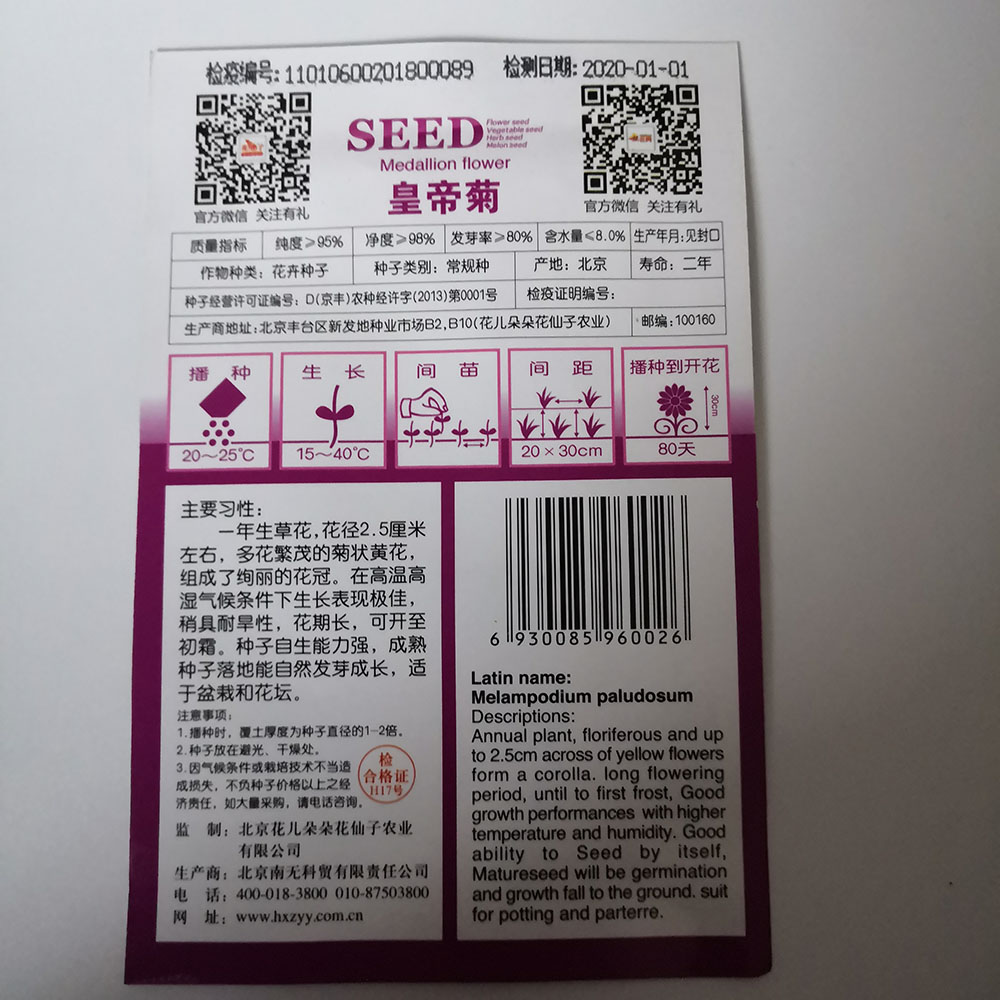 检疫编号:11010600201800089 检测日期: 2020-01-01
SEED
Flower seed
Vegetable seed
Herb seed
Melon seed
Medallion flower
皇帝菊
官方微信 关注有礼
官方微信 关注有礼
质量指标 纯度≥95% 净度≥98% 发芽率≥80% 含水量≤8.0% 生产年月:见封口
作物种类: 花卉种子 种子类别: 常规种 产地: 北京 寿命: 二年
种子经营许可证编号: D(京丰)农种经许字(2013)第0001号 检疫证明编号:
生产商地址:北京丰台区新发地种业市场B2,B10(花儿朵朵花仙子农业) 邮编:100160
播种 生长 间苗 间距 播种到开花
30cm
20～25℃ 15～40℃ 20×30cm 80天
主要习性:
一年生草花,花径2.5厘米
左右，多花繁茂的菊状黄花，
组成了绚丽的花冠。在高温高
湿气候条件下生长表现极佳，
稍具耐旱性，花期长，可开至
初霜。种子自生能力强，成熟
种子落地能自然发芽成长，适
于盆栽和花坛。
注意事项:
1.播种时，覆土厚度为种子直径的1-2倍。
2.种子放在避光、干燥处。
3.因气候条件或栽培技术不当造
成损失，不负种子价格以上之经
济责任，如大量采购，请电话咨询。
检
合格证
H17号
监 制: 北京花儿朵朵花仙子农业
有限公司
生产商: 北京南无科贸有限责任公司
电 话: 400-018-3800 010-87503800
网 址: www.hxzyy.com.cn
6 930085 960026
Latin name:
Melampodium paludosum
Descriptions:
Annual plant, floriferous and up
to 2.5cm across of yellow flowers
form a corolla. long flowering
period, until to first frost, Good
growth performances with higher
temperature and humidity. Good
ability to Seed by itself,
Matureseed will be germination
and growth fall to the ground. suit
for potting and parterre.